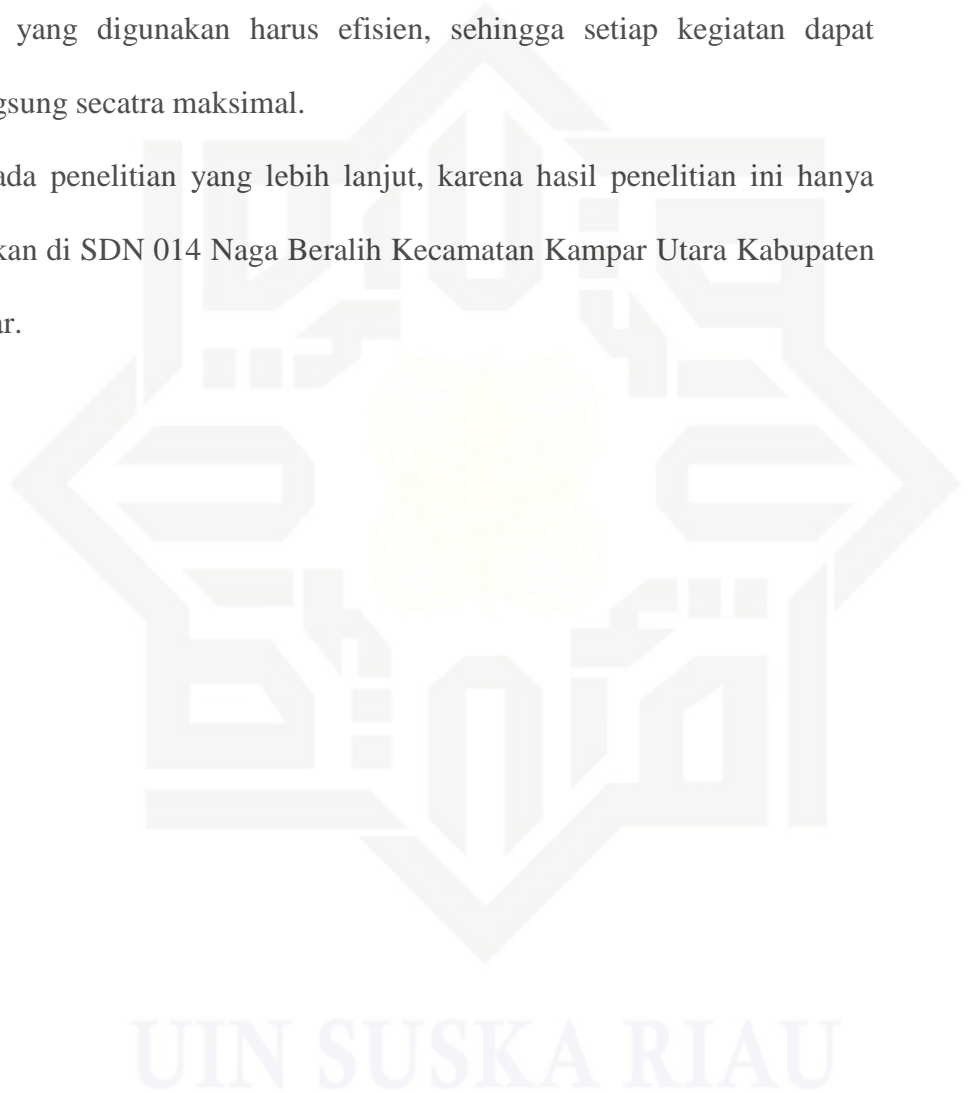 yang digunakan harus efisien, sehingga setiap kegiatan dapat
gsung secatra maksimal.
ada penelitian yang lebih lanjut, karena hasil penelitian ini hanya
kan di SDN 014 Naga Beralih Kecamatan Kampar Utara Kabupaten
ar.
UIN SUSKA RIAU